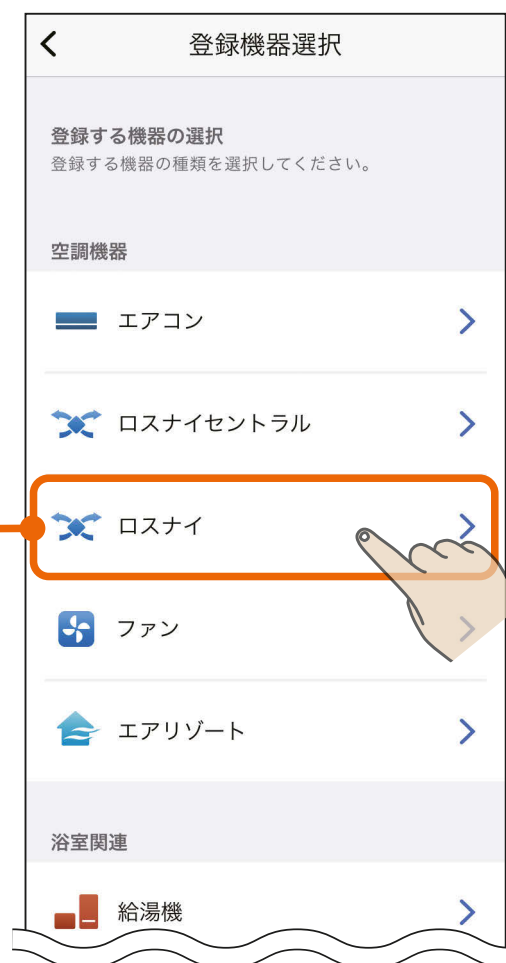 登録機器選択
登録する機器の選択
登録する機器の種類を選択してください。
空調機器
エアコン
ロスナイセントラル
ロスナイ
ファン
エアリゾート
浴室関連
給湯機